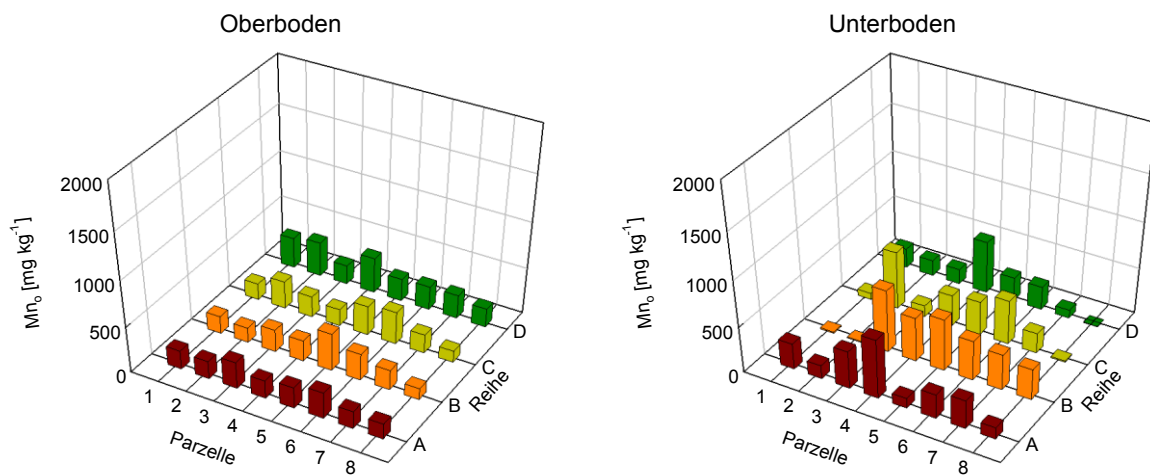 Oberboden
2000
1500
1000
500
0
Mnₒ [mg kg⁻¹]
1
2
3
4
5
6
7
8
Parzelle
A
B
C
D
Reihe
Unterboden
2000
1500
1000
500
0
Mnₒ [mg kg⁻¹]
1
2
3
4
5
6
7
8
Parzelle
A
B
C
D
Reihe